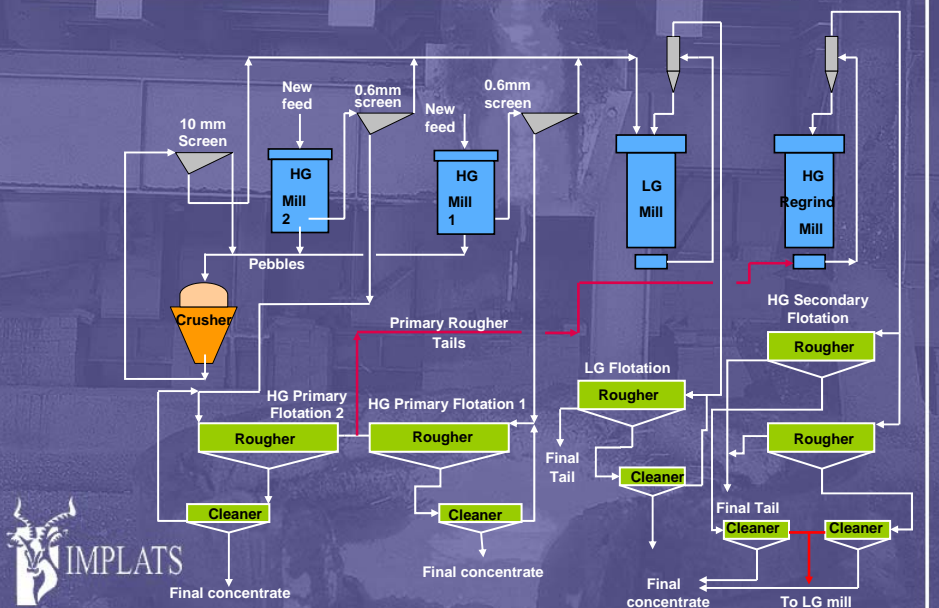 New
feed
0.6mm
screen
New
feed
0.6mm
screen
10 mm
Screen
HG
Mill
2
HG
Mill
1
LG
Mill
HG
Regrind
Mill
Pebbles
Crusher
Primary Rougher
Tails
HG Secondary
Flotation
Rougher
LG Flotation
Rougher
HG Primary
Flotation 2
HG Primary Flotation 1
Rougher
Rougher
Rougher
Final
Tail
Cleaner
Final Tail
Cleaner
Cleaner
Cleaner
Cleaner
IMPLATS
Final concentrate
Final concentrate
Final
concentrate
To LG mill